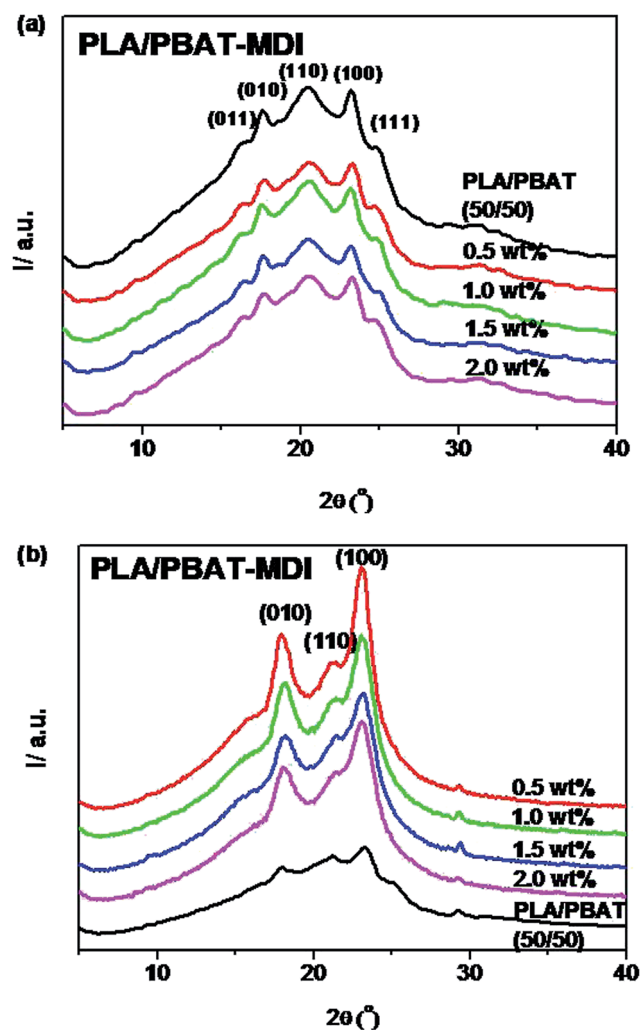 (a)
PLA/PBAT-MDI
(011)
(010)
(110)
(100)
(111)
PLA/PBAT
(50/50)
0.5 wt%
1.0 wt%
1.5 wt%
2.0 wt%
I/ a.u.
10 20 30 40
2θ (°)
(b)
PLA/PBAT-MDI
(010)
(110)
(100)
0.5 wt%
1.0 wt%
1.5 wt%
2.0 wt%
PLA/PBAT
(50/50)
I/ a.u.
10 20 30 40
2θ (°)